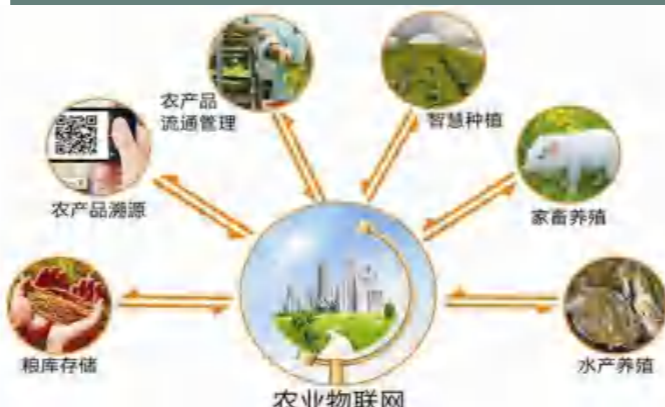 农产品
流通管理
智慧种植
农产品溯源
家畜养殖
粮库存储
水产养殖
农业物联网